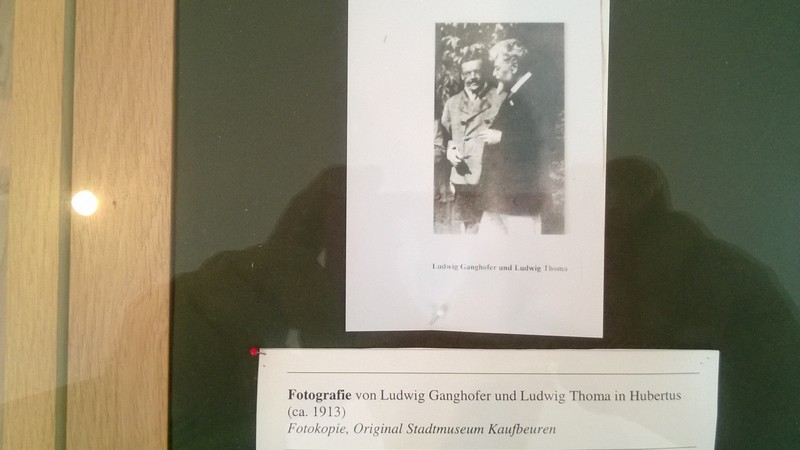 Ludwig Ganghofer und Ludwig Thoma
Fotografie von Ludwig Ganghofer und Ludwig Thoma in Hubertus
(ca. 1913)
Fotokopie, Original Stadtmuseum Kaufbeuren